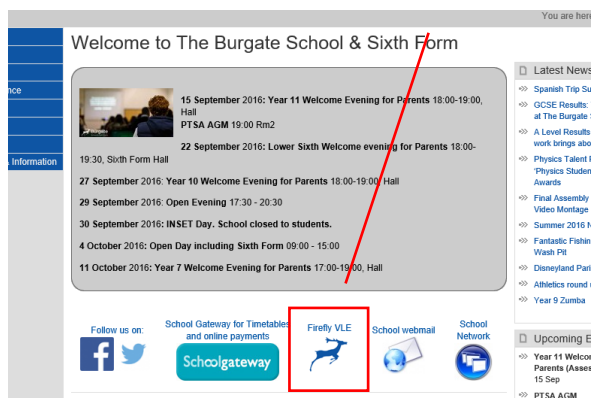 You are here
Welcome to The Burgate School & Sixth Form
nce
Information
15 September 2016: Year 11 Welcome Evening for Parents 18:00-19:00,
Hall
PTSA AGM 19:00 Rm2
22 September 2016: Lower Sixth Welcome evening for Parents 18:00-
19:30, Sixth Form Hall
27 September 2016: Year 10 Welcome Evening for Parents 18:00-19:00, Hall
29 September 2016: Open Evening 17:30 - 20:30
30 September 2016: INSET Day. School closed to students.
4 October 2016: Open Day including Sixth Form 09:00 - 15:00
11 October 2016: Year 7 Welcome Evening for Parents 17:00-19:00, Hall
Follow us on:
School Gateway for Timetables
and online payments
Schoolgateway
Firefly VLE
School webmail
School
Network
Latest News
Spanish Trip Su
GCSE Results:
at The Burgate
A Level Results
work brings abo
Physics Talent
'Physics Studen
Awards
Final Assembly
Video Montage
Summer 2016 N
Fantastic Fishin
Wash Pit
Disneyland Pari
Athletics round
Year 9 Zumba
Upcoming E
Year 11 Welcor
Parents (Asses
15 Sep
PTSA AGM